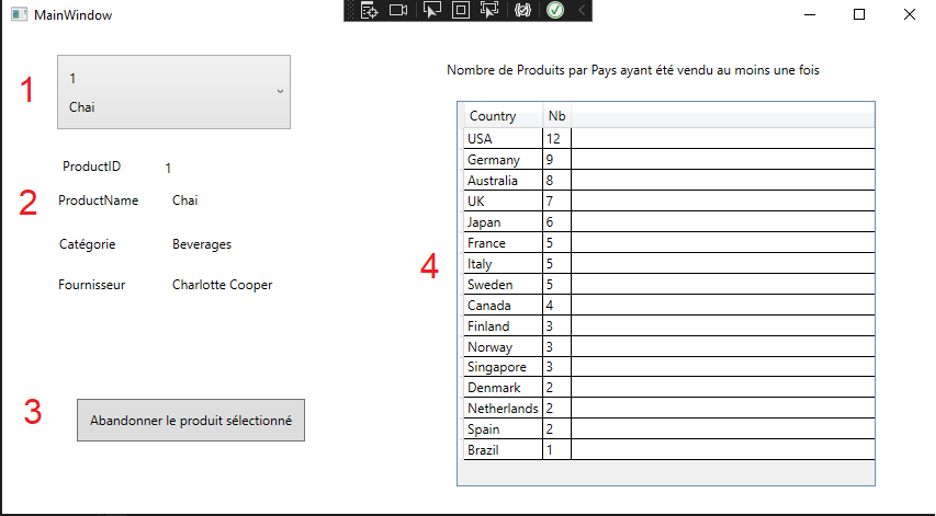 MainWindow
1
1
Chai
ProductID 1
2
ProductName Chai
Catégorie Beverages
Fournisseur Charlotte Cooper
3
Abandonner le produit sélectionné
Nombre de Produits par Pays ayant été vendu au moins une fois
4
Country Nb
USA 12
Germany 9
Australia 8
UK 7
Japan 6
France 5
Italy 5
Sweden 5
Canada 4
Finland 3
Norway 3
Singapore 3
Denmark 2
Netherlands 2
Spain 2
Brazil 1